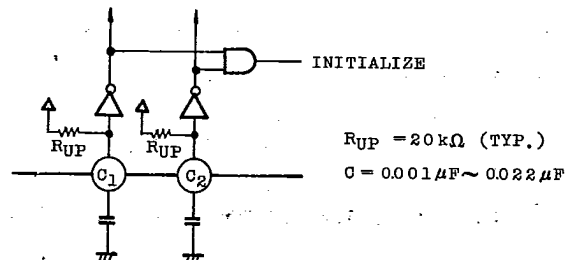 INITIALIZE
RUP RUP
C1 C2
RUP = 20kΩ (TYP.)
C = 0.001μF~0.022μF